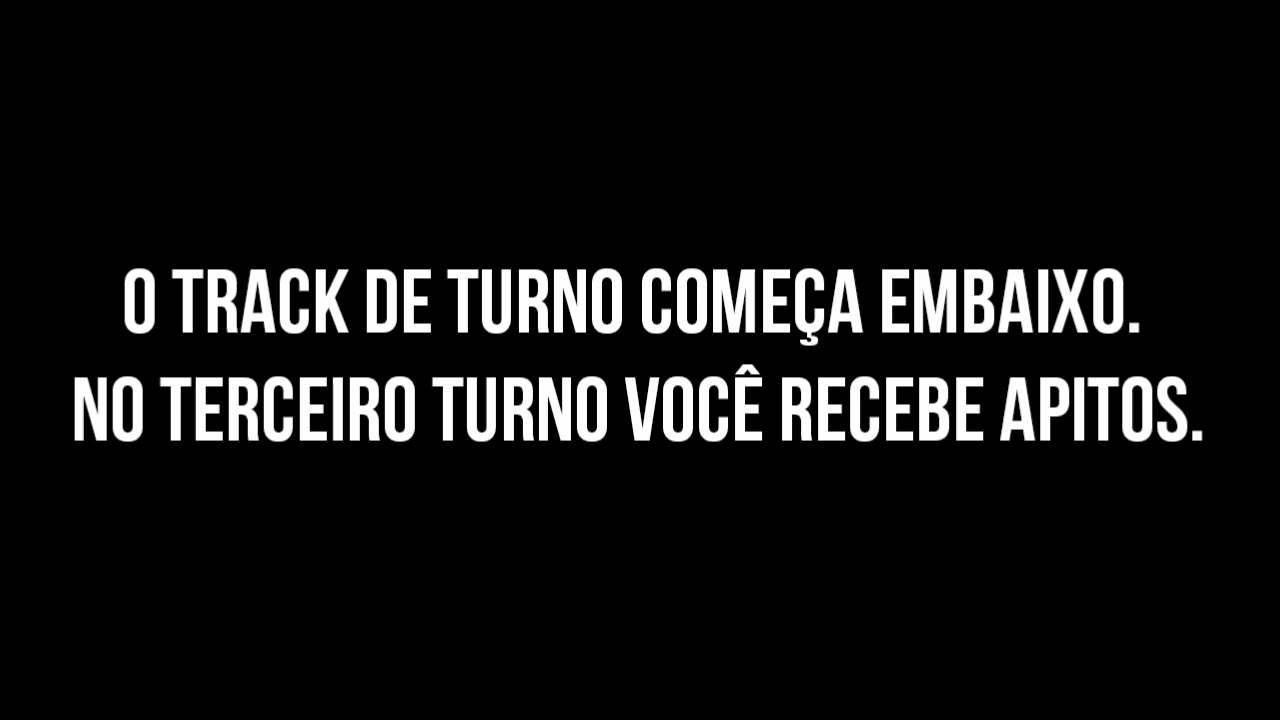 O TRACK DE TURNO COMEÇA EMBAIXO.
NO TERCEIRO TURNO VOCÊ RECEBE APITOS.